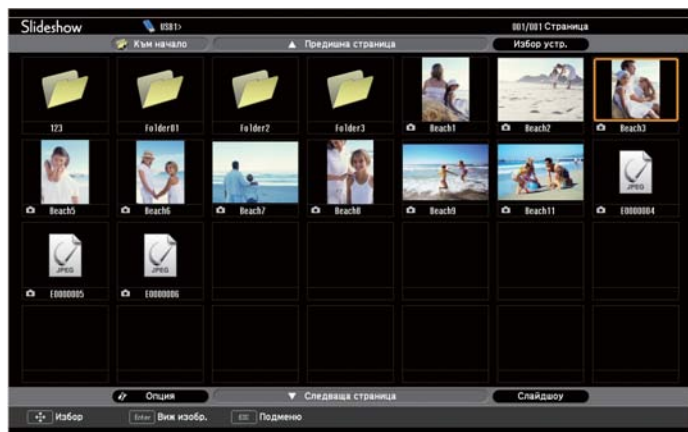 Slideshow USB1> 001/001 Страница
Към начало Предишна страница Избор устр.
123 Folder01 Folder2 Folder3 Beach1 Beach2 Beach3
Beach5 Beach6 Beach7 Beach8 Beach9 Beach11 JPEG E0000004
JPEG E0000005 JPEG E0000006
Опция Следваща страница Слайдшоу
Избор Enter Виж изобр. ESC Подменю